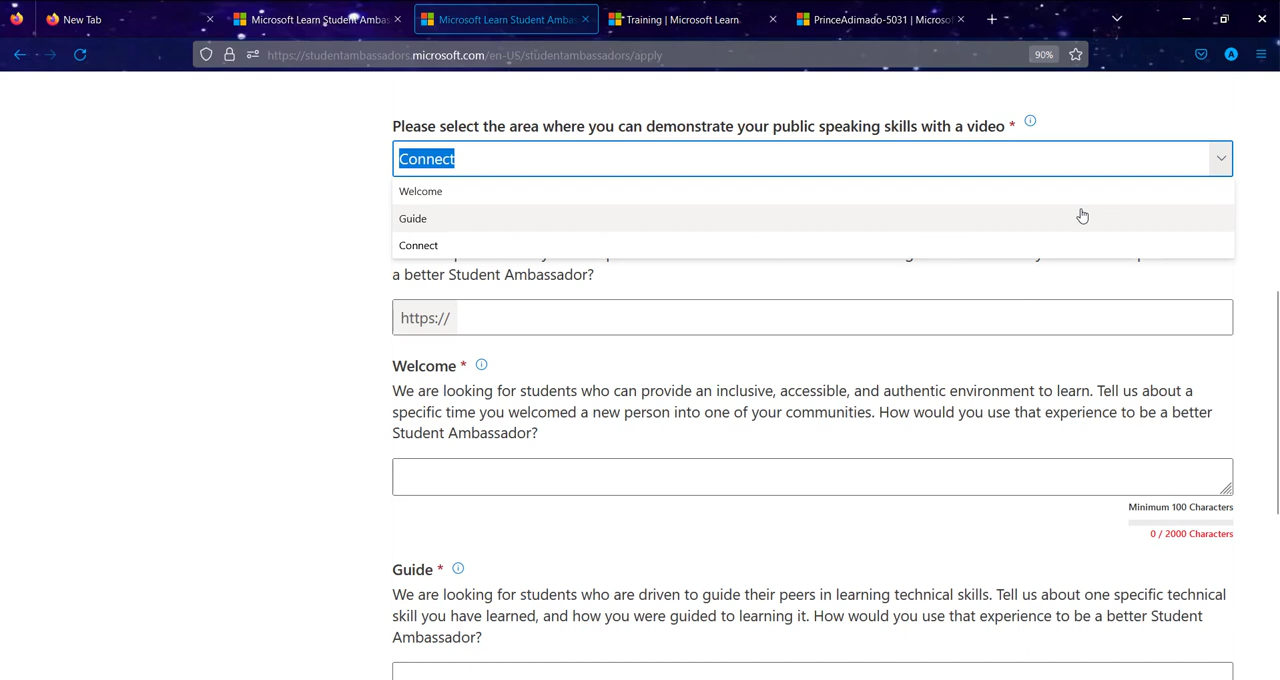 New Tab
Microsoft Learn Student Ambas
Microsoft Learn Student Ambas
Training | Microsoft Learn
PrinceAdimado-5031 | Microsof
https://studentambassadors.microsoft.com/en-US/studentambassadors/apply
90%
A
Please select the area where you can demonstrate your public speaking skills with a video *
Connect
Welcome
Guide
Connect
a better Student Ambassador?
https://
Welcome *
We are looking for students who can provide an inclusive, accessible, and authentic environment to learn. Tell us about a
specific time you welcomed a new person into one of your communities. How would you use that experience to be a better
Student Ambassador?
Minimum 100 Characters
0 / 2000 Characters
Guide *
We are looking for students who are driven to guide their peers in learning technical skills. Tell us about one specific technical
skill you have learned, and how you were guided to learning it. How would you use that experience to be a better Student
Ambassador?